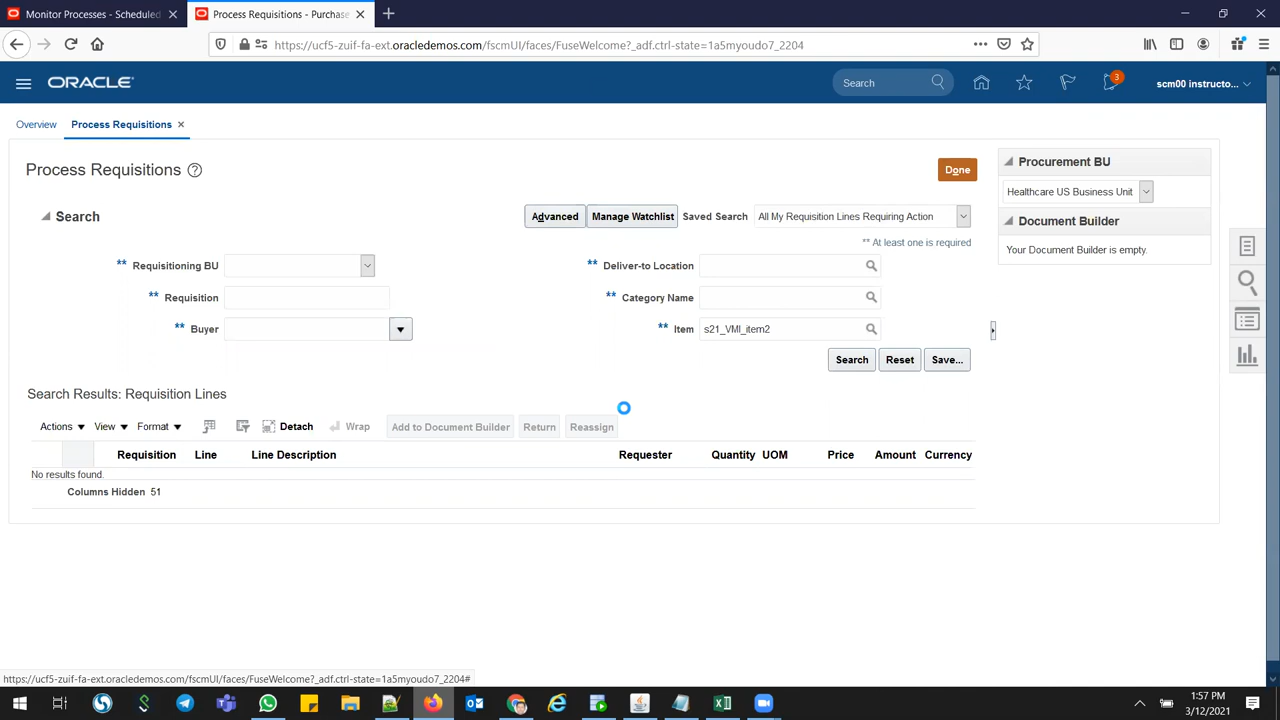 Monitor Processes - Scheduled
Process Requisitions - Purchase
https://ucf5-zuif-fa-ext.oracledemos.com/fscmUI/faces/FuseWelcome?_adf.ctrl-state=1a5myoudo7_2204
ORACLE
Search
3
scm00 instructo...
Overview
Process Requisitions
Process Requisitions
Done
Procurement BU
Healthcare US Business Unit
Search
Advanced
Manage Watchlist
Saved Search
All My Requisition Lines Requiring Action
Document Builder
** At least one is required
Your Document Builder is empty.
** Requisitioning BU
** Deliver-to Location
** Requisition
** Category Name
** Buyer
** Item
s21_VMI_item2
Search
Reset
Save...
Search Results: Requisition Lines
Actions
View
Format
Detach
Wrap
Add to Document Builder
Return
Reassign
Requisition
Line
Line Description
Requester
Quantity
UOM
Price
Amount
Currency
No results found.
Columns Hidden 51
https://ucf5-zuif-fa-ext.oracledemos.com/fscmUI/faces/FuseWelcome?_adf.ctrl-state=1a5myoudo7_2204#
1:57 PM
3/12/2021